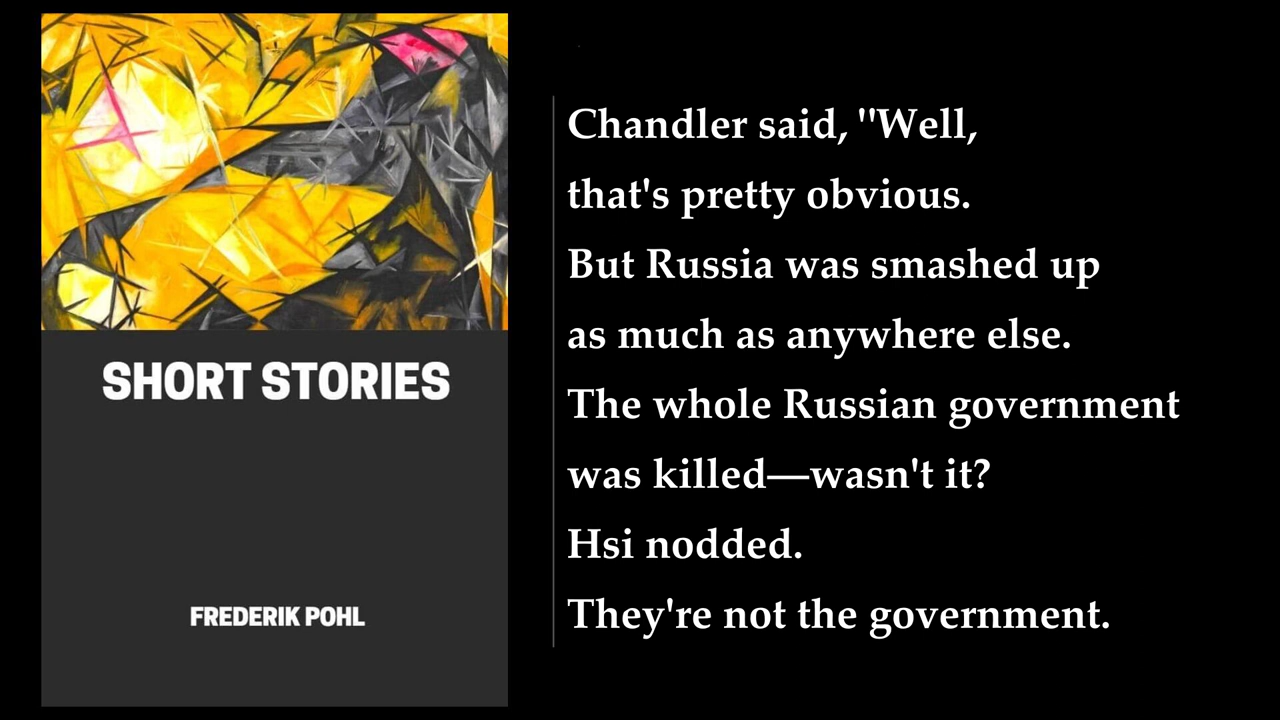 SHORT STORIES
FREDERIK POHL
Chandler said, "Well,
that's pretty obvious.
But Russia was smashed up
as much as anywhere else.
The whole Russian government
was killed—wasn't it?
Hsi nodded.
They're not the government.